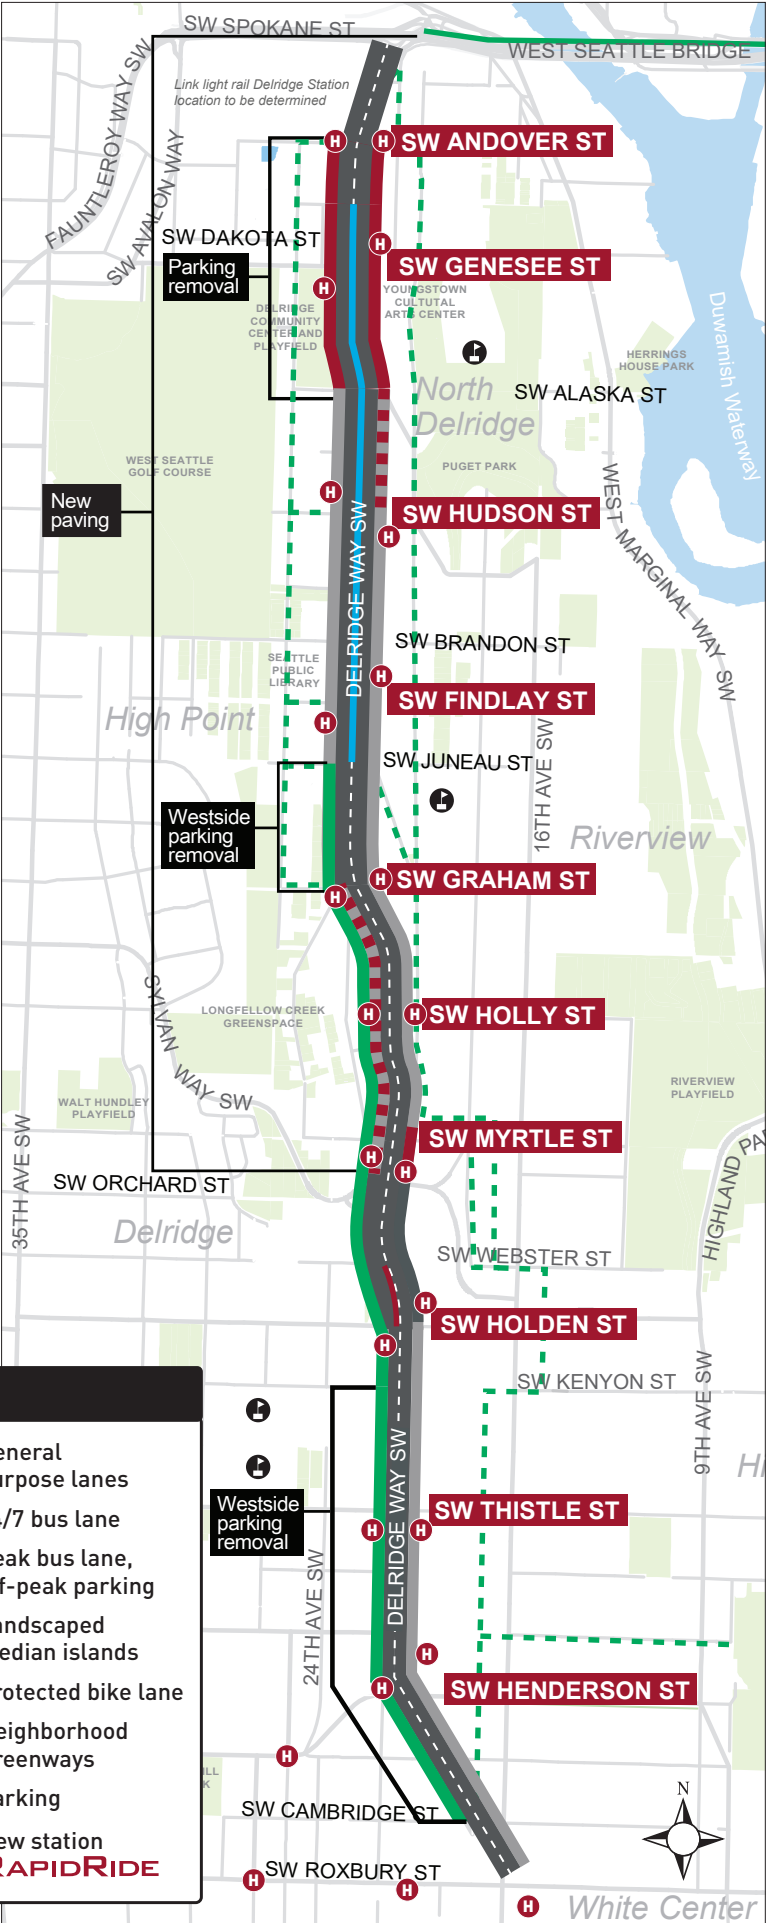 SW SPOKANE ST
WEST SEATTLE BRIDGE
FAUNTLEROY WAY SW
Link light rail Delridge Station
location to be determined
SW AVALON WAY
H
H
SW ANDOVER ST
SW DAKOTA ST
H
Parking
removal
SW GENESEE ST
H
YOUNGSTOWN
CULTUTAL
ARTS CENTER
DELRIDGE
COMMUNITY
CENTER AND
PLAYFIELD
Duwamish Waterway
HERRINGS
HOUSE PARK
North
Delridge
SW ALASKA ST
WEST SEATTLE
GOLF COURSE
PUGET PARK
WEST MARGINAL WAY SW
New
paving
H
SW HUDSON ST
H
DELRIDGE WAY SW
SW BRANDON ST
SEATTLE
PUBLIC
LIBRARY
H
SW FINDLAY ST
High Point
H
16TH AVE SW
SW JUNEAU ST
Westside
parking
removal
Riverview
H
SW GRAHAM ST
H
SYLVAN WAY SW
LONGFELLOW CREEK
GREENSPACE
H
H
SW HOLLY ST
RIVERVIEW
PLAYFIELD
WALT HUNDLEY
PLAYFIELD
35TH AVE SW
SW MYRTLE ST
HIGHLAND PA
H
H
SW ORCHARD ST
Delridge
SW WEBSTER ST
H
SW HOLDEN ST
H
9TH AVE SW
SW KENYON ST
DELRIDGE WAY SW
Hi
Westside
parking
removal
H
H
SW THISTLE ST
24TH AVE SW
H
H
SW HENDERSON ST
H
SW CAMBRIDGE ST
N
H
SW ROXBURY ST
H
H
White Center
eneral
urpose lanes
/7 bus lane
eak bus lane,
f-peak parking
andscaped
edian islands
rotected bike lane
eighborhood
reenways
arking
ew station
RAPIDRIDE